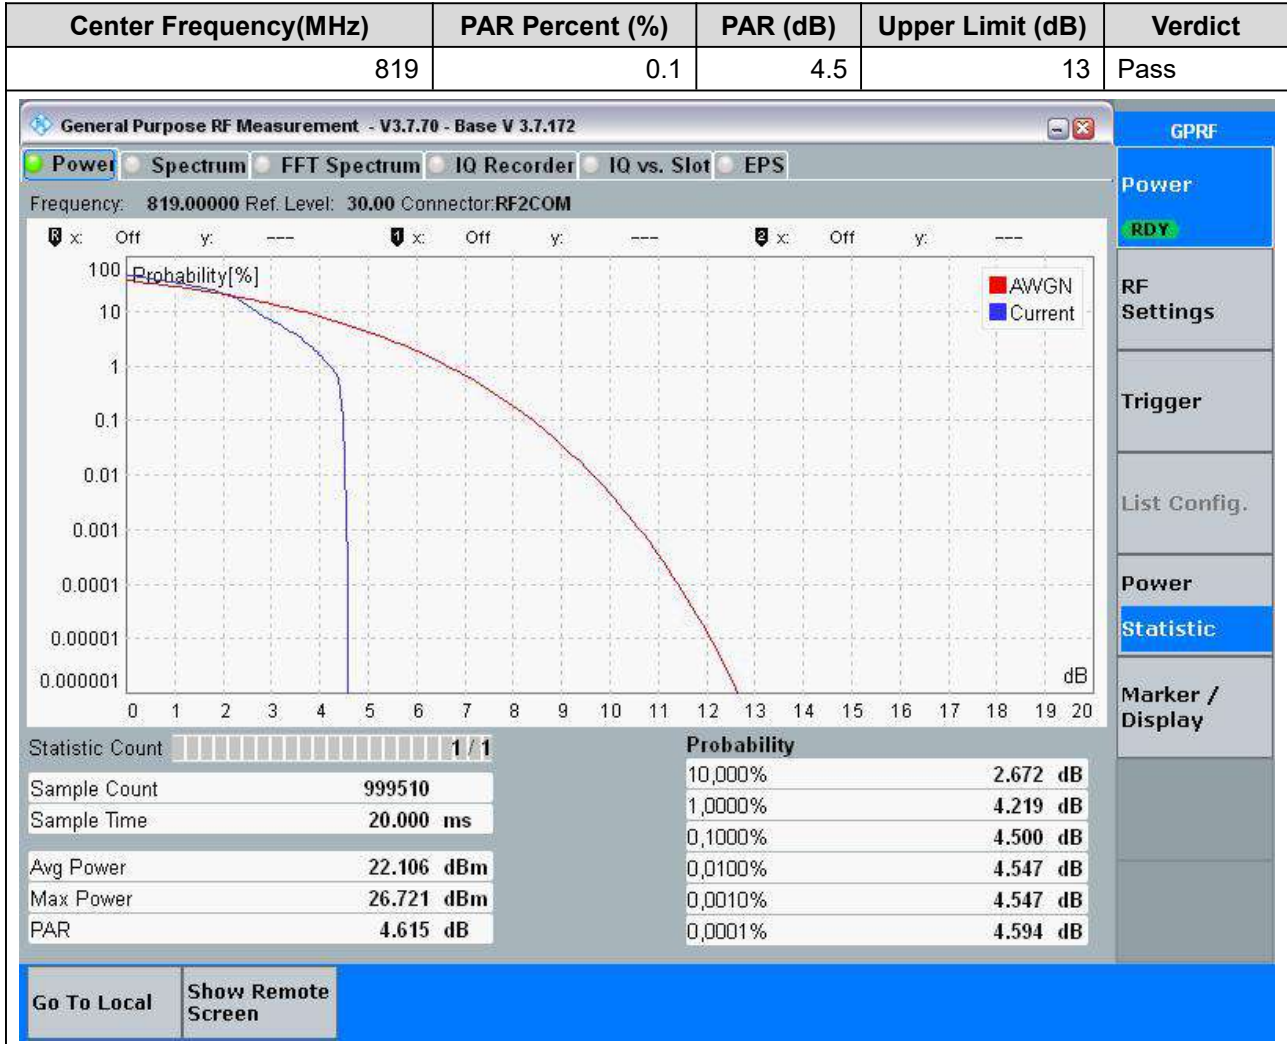 Center Frequency(MHz) PAR Percent (%) PAR (dB) Upper Limit (dB) Verdict
819 0.1 4.5 13 Pass
General Purpose RF Measurement - V3.7.70 - Base V 3.7.172
GPRF
Power Spectrum FFT Spectrum IQ Recorder IQ vs. Slot EPS
Frequency: 819.00000 Ref. Level: 30.00 Connector:RF2COM
R x: Off y: --- 1 x: Off y: --- 2 x: Off y: ---
Probability[%]
AWGN
Current
100
10
1
0.1
0.01
0.001
0.0001
0.00001
0.000001
dB
0 1 2 3 4 5 6 7 8 9 10 11 12 13 14 15 16 17 18 19 20
Statistic Count 1 / 1
Sample Count 999510
Sample Time 20.000 ms
Avg Power 22.106 dBm
Max Power 26.721 dBm
PAR 4.615 dB
Probability
10,000% 2.672 dB
1,0000% 4.219 dB
0,1000% 4.500 dB
0,0100% 4.547 dB
0,0010% 4.547 dB
0,0001% 4.594 dB
Power
RDY
RF
Settings
Trigger
List Config.
Power
Statistic
Marker /
Display
Go To Local
Show Remote
Screen